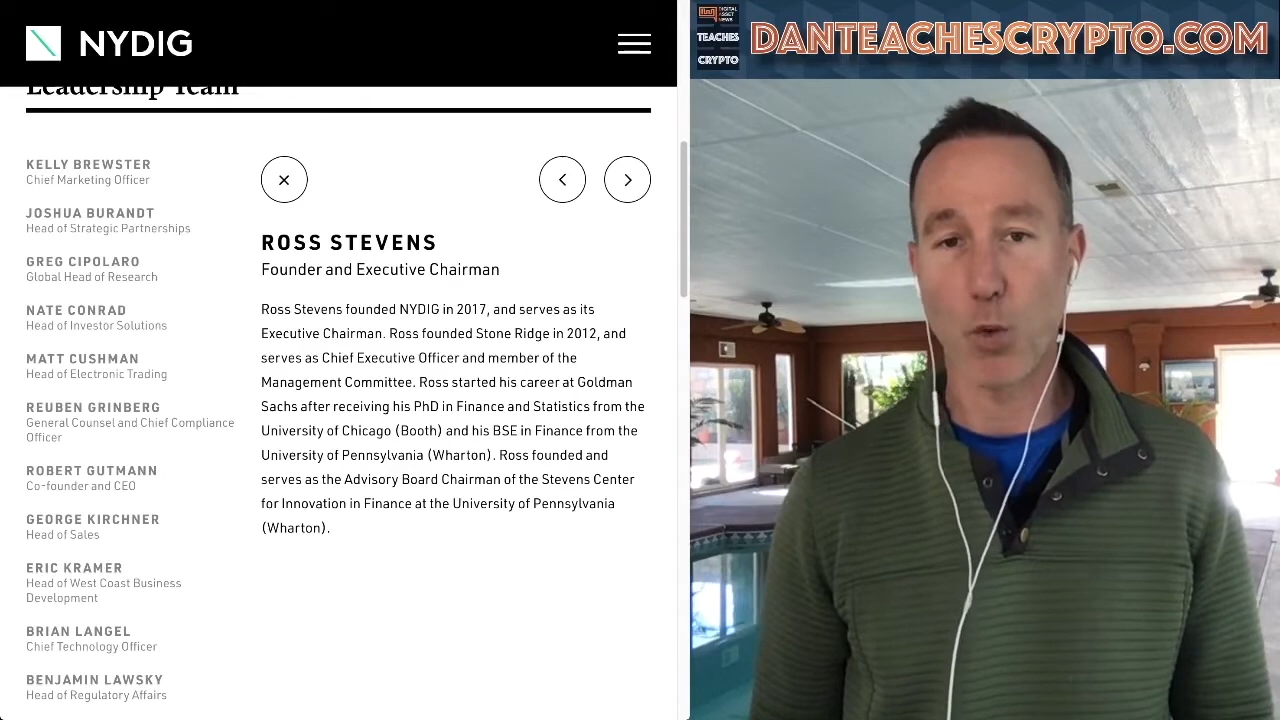 NYDIG
Leadership Team
KELLY BREWSTER
Chief Marketing Officer
JOSHUA BURANDT
Head of Strategic Partnerships
GREG CIPOLARO
Global Head of Research
NATE CONRAD
Head of Investor Solutions
MATT CUSHMAN
Head of Electronic Trading
REUBEN GRINBERG
General Counsel and Chief Compliance
Officer
ROBERT GUTMANN
Co-founder and CEO
GEORGE KIRCHNER
Head of Sales
ERIC KRAMER
Head of West Coast Business
Development
BRIAN LANGEL
Chief Technology Officer
BENJAMIN LAWSKY
Head of Regulatory Affairs
ROSS STEVENS
Founder and Executive Chairman
Ross Stevens founded NYDIG in 2017, and serves as its
Executive Chairman. Ross founded Stone Ridge in 2012, and
serves as Chief Executive Officer and member of the
Management Committee. Ross started his career at Goldman
Sachs after receiving his PhD in Finance and Statistics from the
University of Chicago (Booth) and his BSE in Finance from the
University of Pennsylvania (Wharton). Ross founded and
serves as the Advisory Board Chairman of the Stevens Center
for Innovation in Finance at the University of Pennsylvania
(Wharton).
DIGITAL
ASSET
NEWS
TEACHES
CRYPTO
DANTEACHESCRYPTO.COM